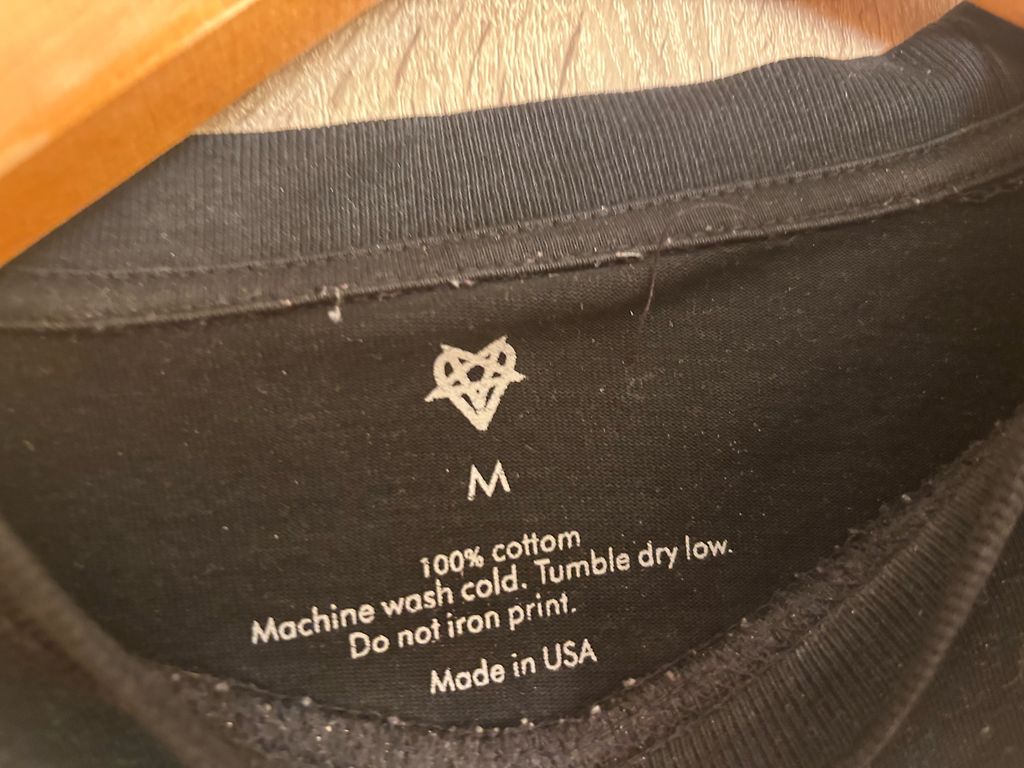 M
100% cottom
Machine wash cold. Tumble dry low.
Do not iron print.
Made in USA